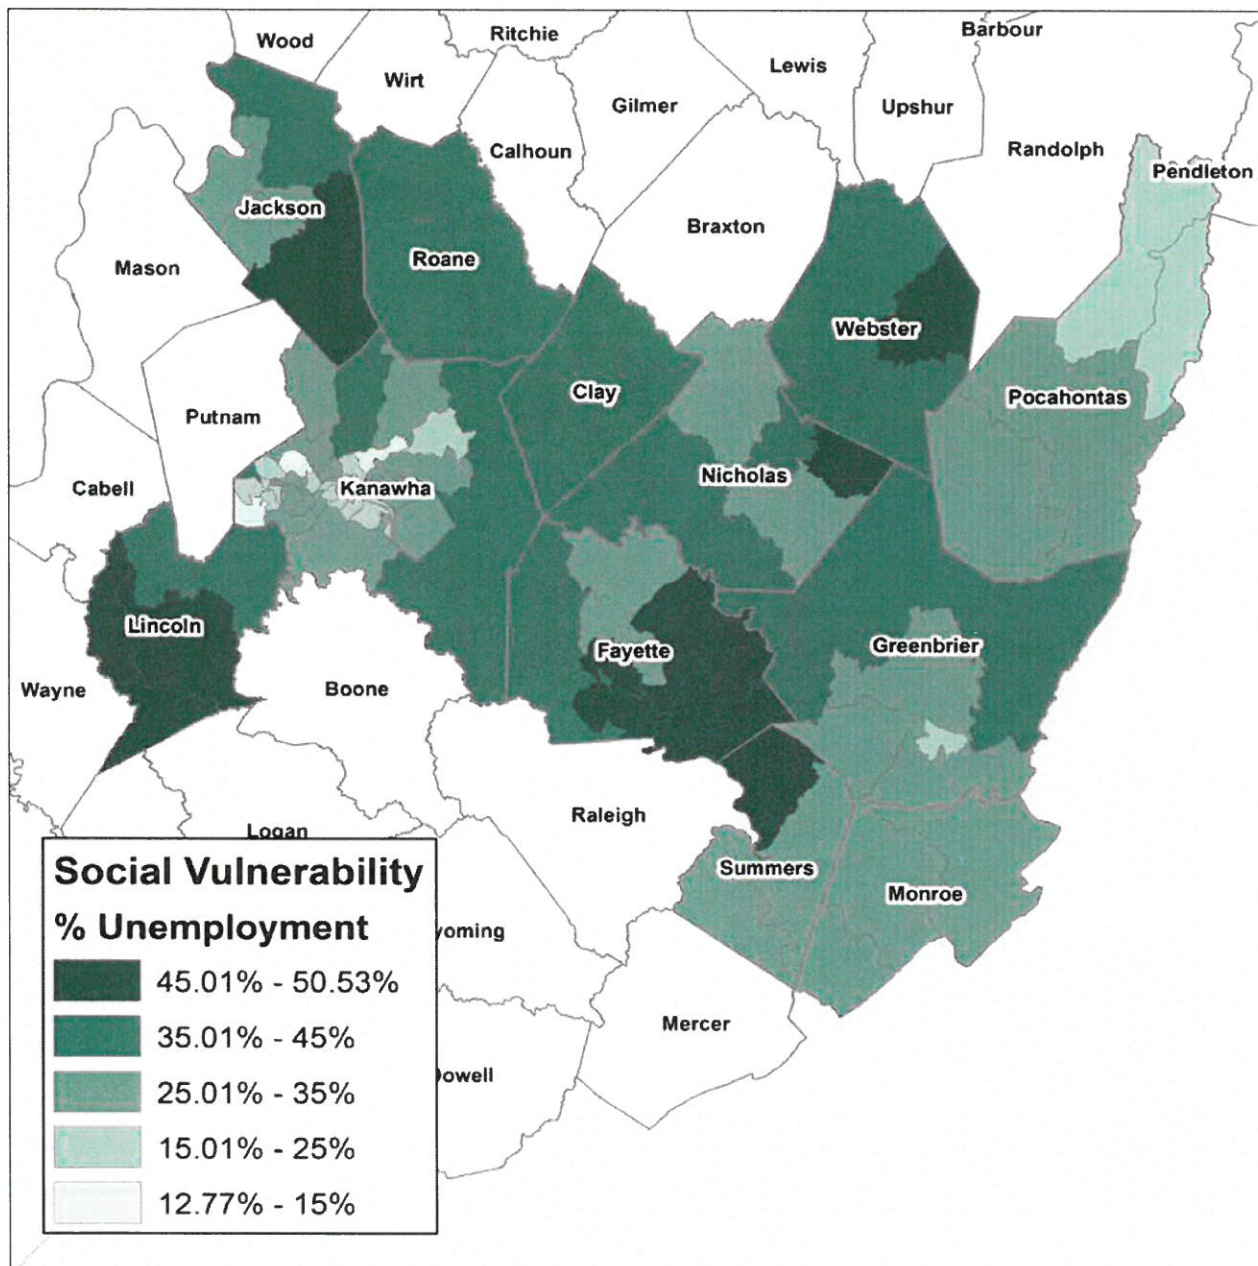 Wood
Ritchie
Barbour
Wirt
Lewis
Gilmer
Upshur
Calhoun
Randolph
Pendleton
Jackson
Braxton
Roane
Mason
Webster
Clay
Pocahontas
Putnam
Nicholas
Cabell
Kanawha
Lincoln
Greenbrier
Fayette
Wayne
Boone
Raleigh
Logan
Summers
Monroe
yoming
Mercer
Dowell
Social Vulnerability
% Unemployment
45.01% - 50.53%
35.01% - 45%
25.01% - 35%
15.01% - 25%
12.77% - 15%